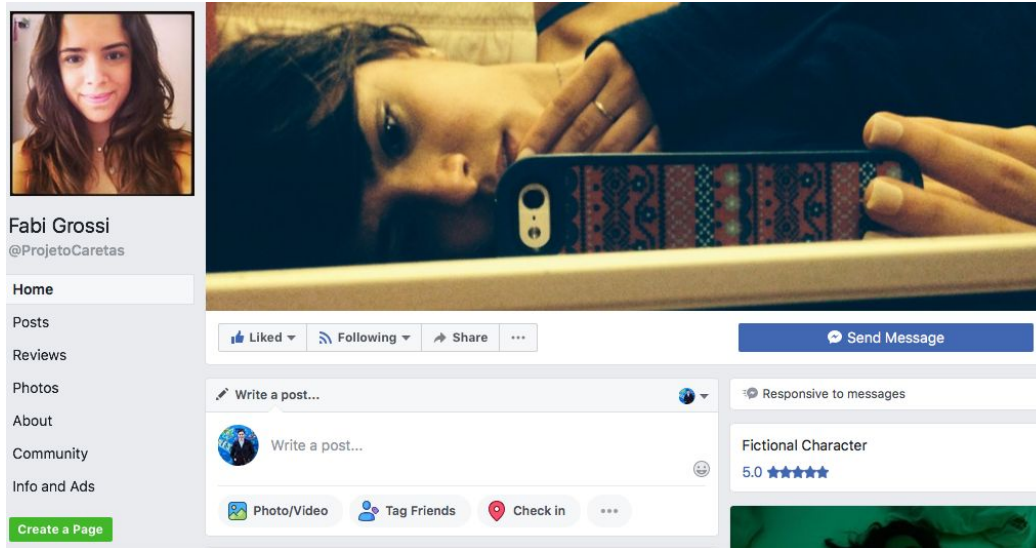 Fabi Grossi
@ProjetoCaretas
Home
Posts
Reviews
Photos
About
Community
Info and Ads
Create a Page
Liked
Following
Share
Send Message
Write a post...
Write a post...
Photo/Video
Tag Friends
Check in
Responsive to messages
Fictional Character
5.0